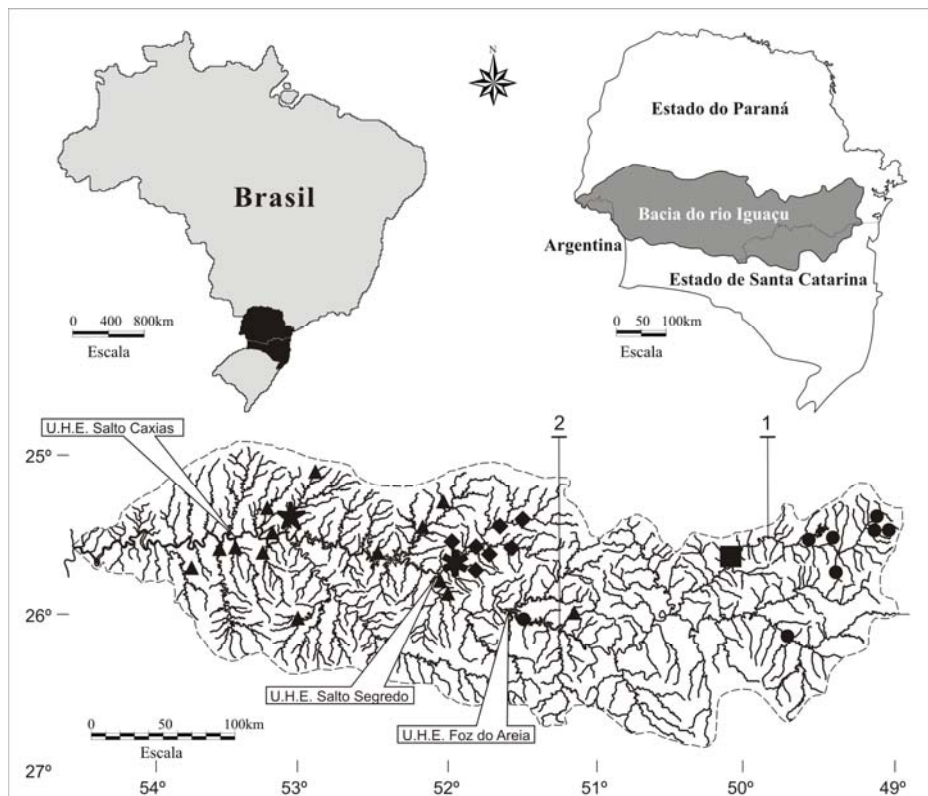 N
Brasil
0 400 800km
Escala
Estado do Paraná
Bacia do rio Iguaçu
Argentina
Estado de Santa Catarina
0 50 100km
Escala
U.H.E. Salto Caxias
2
1
25º
26º
27º
U.H.E. Salto Segredo
U.H.E. Foz do Areia
0 50 100km
Escala
54º 53º 52º 51º 50º 49º